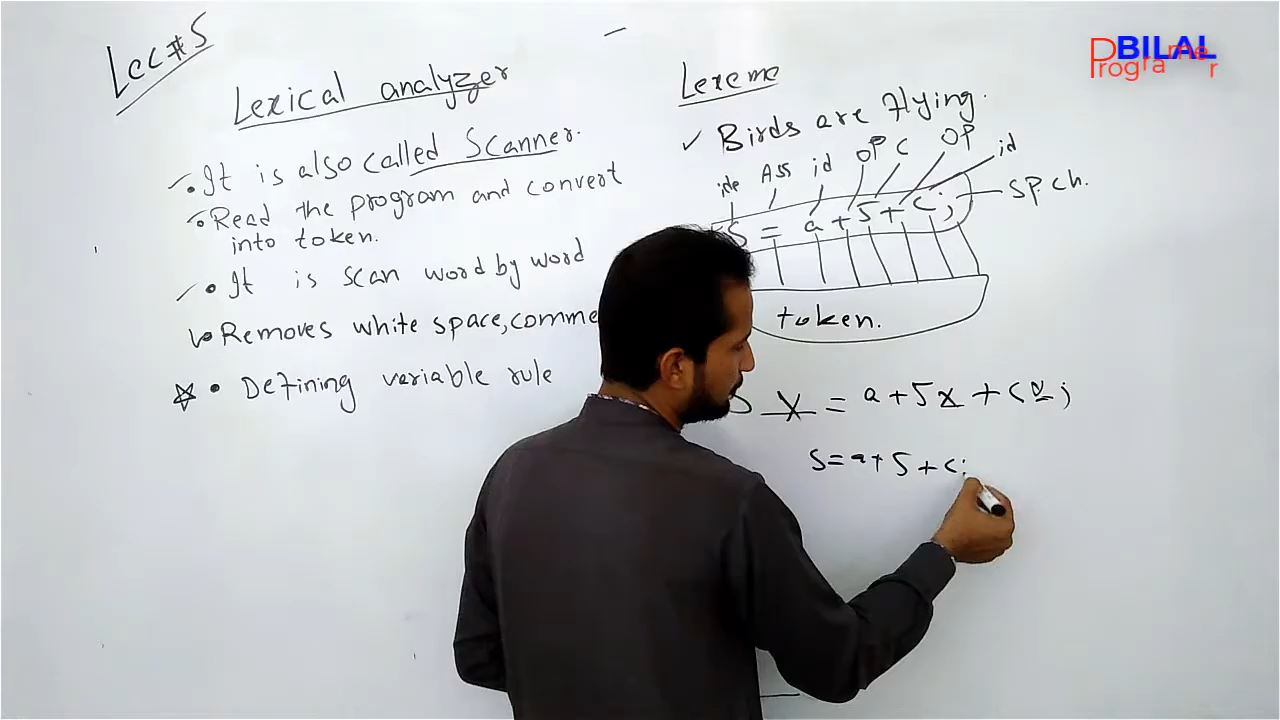 Lec#5
Lexical analyzer
• It is also called Scanner.
• Read the program and convert
into token.
• It is scan word by word
• Removes white space, comme
• Defining variable rule
BILAL
Programmer
Lexeme
✓ Birds are flying.
ide Ass id OP C OP id
S = a + 5 + c ; SP. Ch.
token.
S = a + 5 + c ;
S = a + 5 + c ;